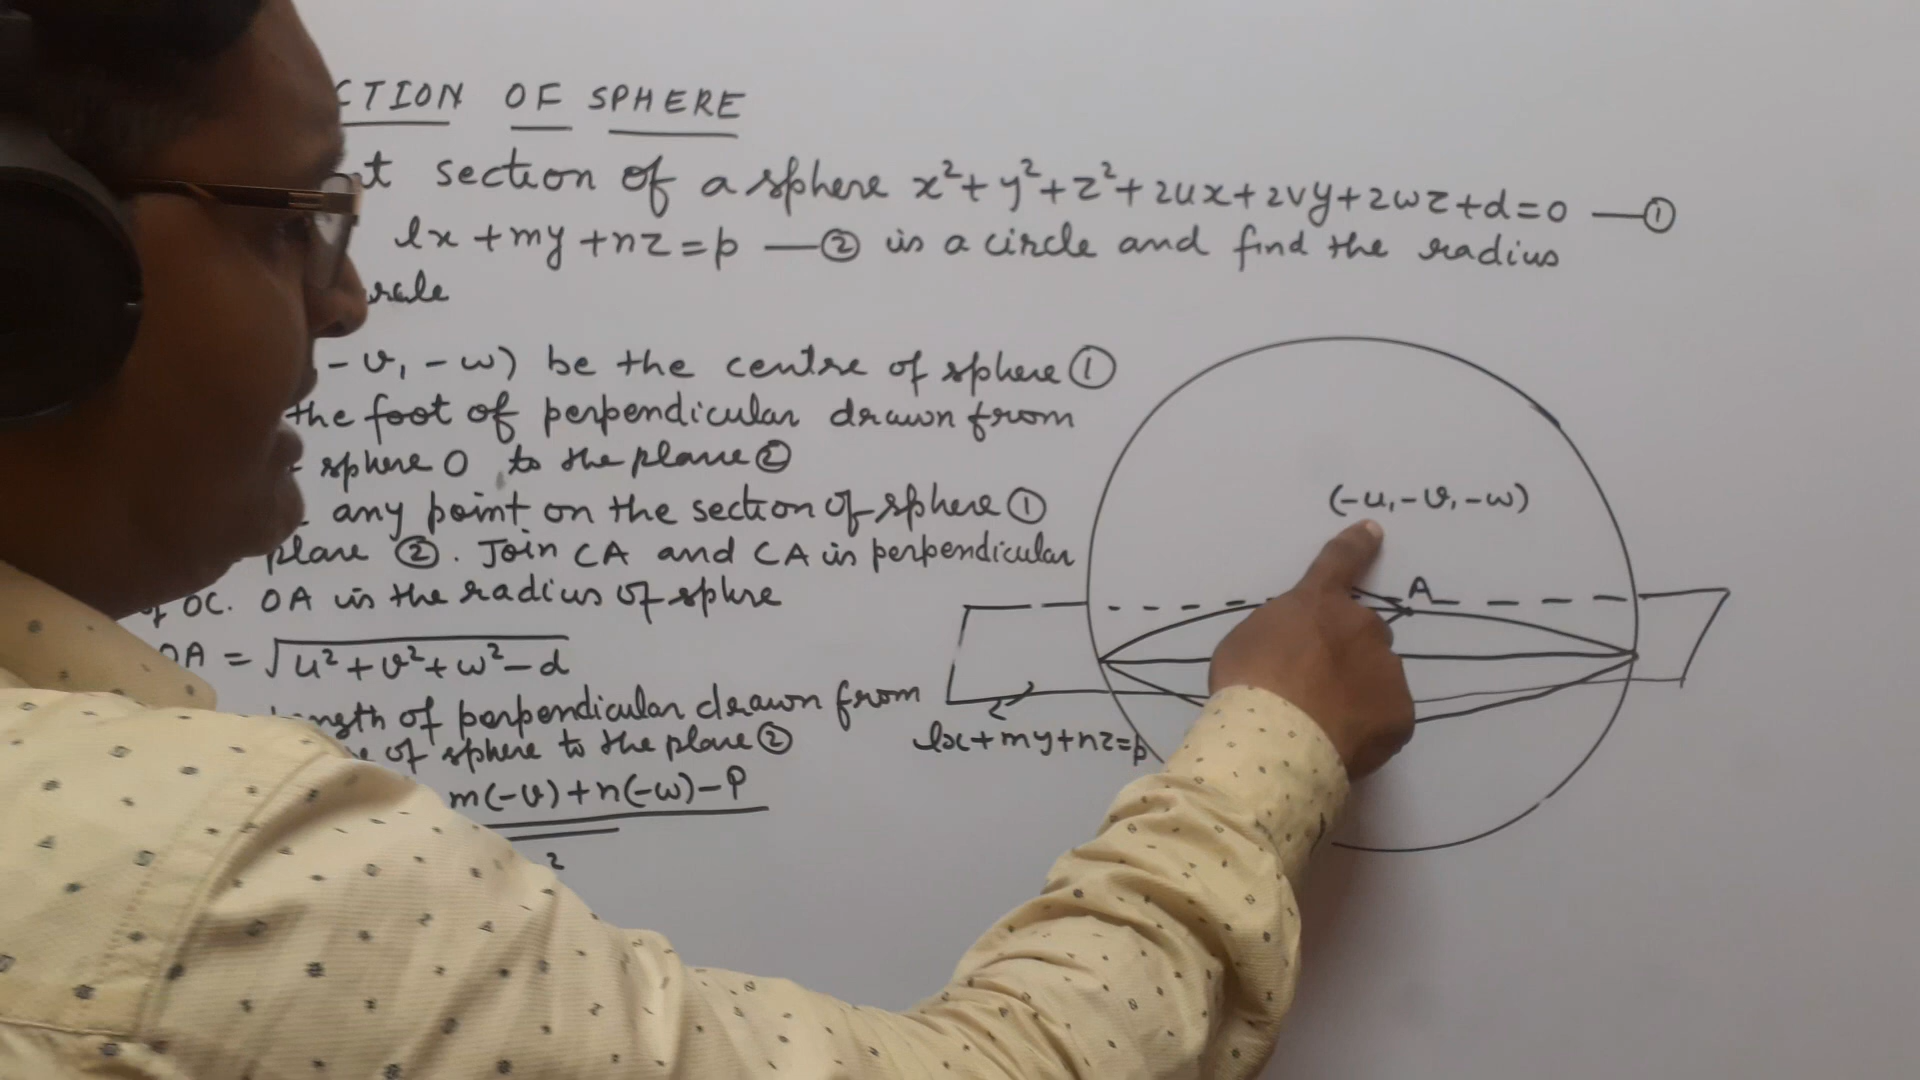 CTION OF SPHERE
t section of a sphere x²+y²+z²+2ux+2vy+2wz+d=0 —①
lx+my+nz=p —② is a circle and find the radius
-v,-w) be the centre of sphere ①
the foot of perpendicular drawn from
sphere O to the plane ②
any point on the section of sphere ①
plane ②. Join CA and CA is perpendicular
of OC. OA is the radius of sphre
OA = √u²+v²+w²-d
length of perpendicular drawn from
of sphere to the plane ②
m(-v)+n(-w)-P
2
(-u,-v,-w)
A
lx+my+nz=p